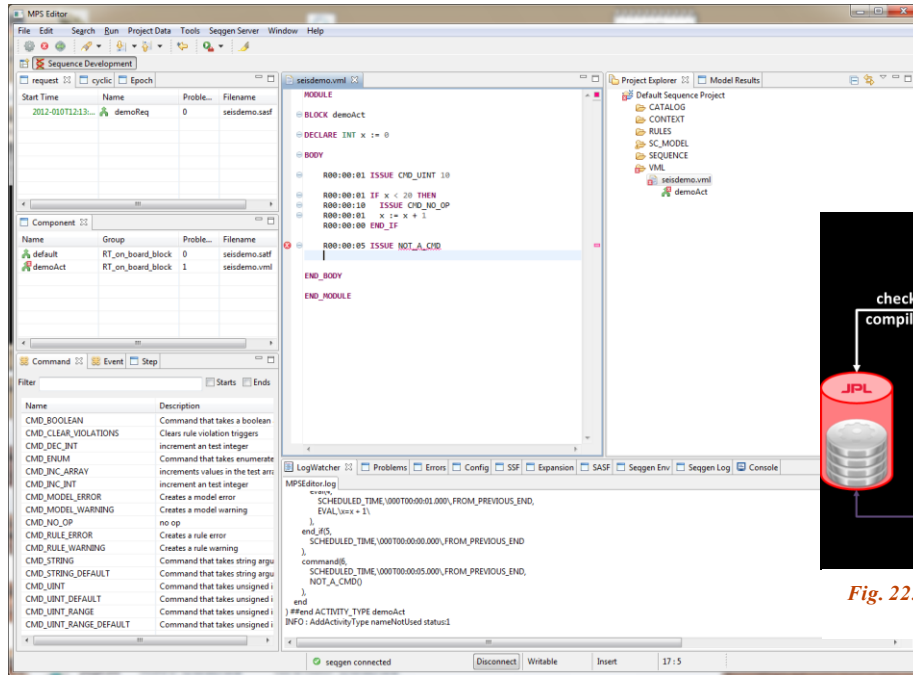 MPS Editor
File Edit Search Run Project Data Tools Seqgen Server Window Help
Sequence Development
request cyclic Epoch
Start Time Name Proble... Filename
2012-010T12:13:... demoReq 0 seisdemo.sasf
Component
Name Group Proble... Filename
default RT_on_board_block 0 seisdemo.satf
demoAct RT_on_board_block 1 seisdemo.vml
Command Event Step
Filter Starts Ends
Name Description
CMD_BOOLEAN Command that takes a boolean
CMD_CLEAR_VIOLATIONS Clears rule violation triggers
CMD_DEC_INT increment an test integer
CMD_ENUM Command that takes enumerate
CMD_INC_ARRAY increments values in the test arra
CMD_INC_INT increment an test integer
CMD_MODEL_ERROR Creates a model error
CMD_MODEL_WARNING Creates a model warning
CMD_NO_OP no op
CMD_RULE_ERROR Creates a rule error
CMD_RULE_WARNING Creates a rule warning
CMD_STRING Command that takes string argu
CMD_STRING_DEFAULT Command that takes string argu
CMD_UINT Command that takes unsigned i
CMD_UINT_DEFAULT Command that takes unsigned i
CMD_UINT_RANGE Command that takes unsigned i
CMD_UINT_RANGE_DEFAULT Command that takes unsigned i
seisdemo.vml
MODULE
BLOCK demoAct
DECLARE INT x := 0
BODY
R00:00:01 ISSUE CMD_UINT 10
R00:00:01 IF x < 20 THEN
R00:00:10 ISSUE CMD_NO_OP
R00:00:01 x := x + 1
R00:00:00 END_IF
R00:00:05 ISSUE NOT_A_CMD
END_BODY
END_MODULE
Project Explorer Model Results
Default Sequence Project
CATALOG
CONTEXT
RULES
SC_MODEL
SEQUENCE
VML
seisdemo.vml
demoAct
LogWatcher Problems Errors Config SSF Expansion SASF Seqgen Env Seqgen Log Console
MPSEditor.log
eval(4,
SCHEDULED_TIME,\000T00:00:01.000\,FROM_PREVIOUS_END,
EVAL,\x=x + 1\
),
end_if(5,
SCHEDULED_TIME,\000T00:00:00.000\,FROM_PREVIOUS_END
),
command(6,
SCHEDULED_TIME,\000T00:00:05.000\,FROM_PREVIOUS_END,
NOT_A_CMD()
),
end
) ##end ACTIVITY_TYPE demoAct
INFO : AddActivityType nameNotUsed status:1
seqgen connected Disconnect Writable Insert 17 : 5
check
compil
JPL
Fig. 22.